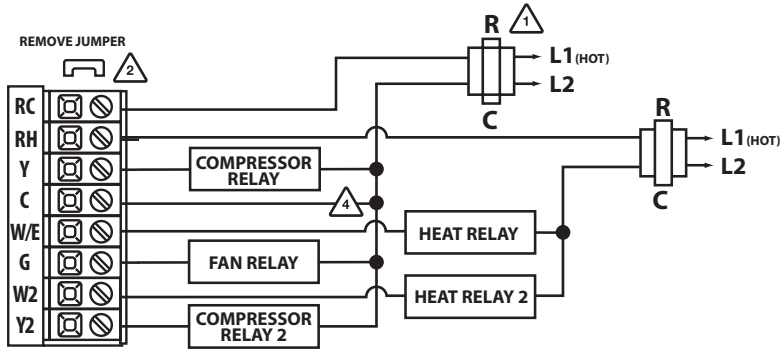 R
1
L1 (HOT)
L2
C
REMOVE JUMPER
2
R
L1 (HOT)
L2
C
RC
RH
Y
COMPRESSOR
RELAY
C
4
W/E
HEAT RELAY
G
FAN RELAY
W2
HEAT RELAY 2
Y2
COMPRESSOR
RELAY 2